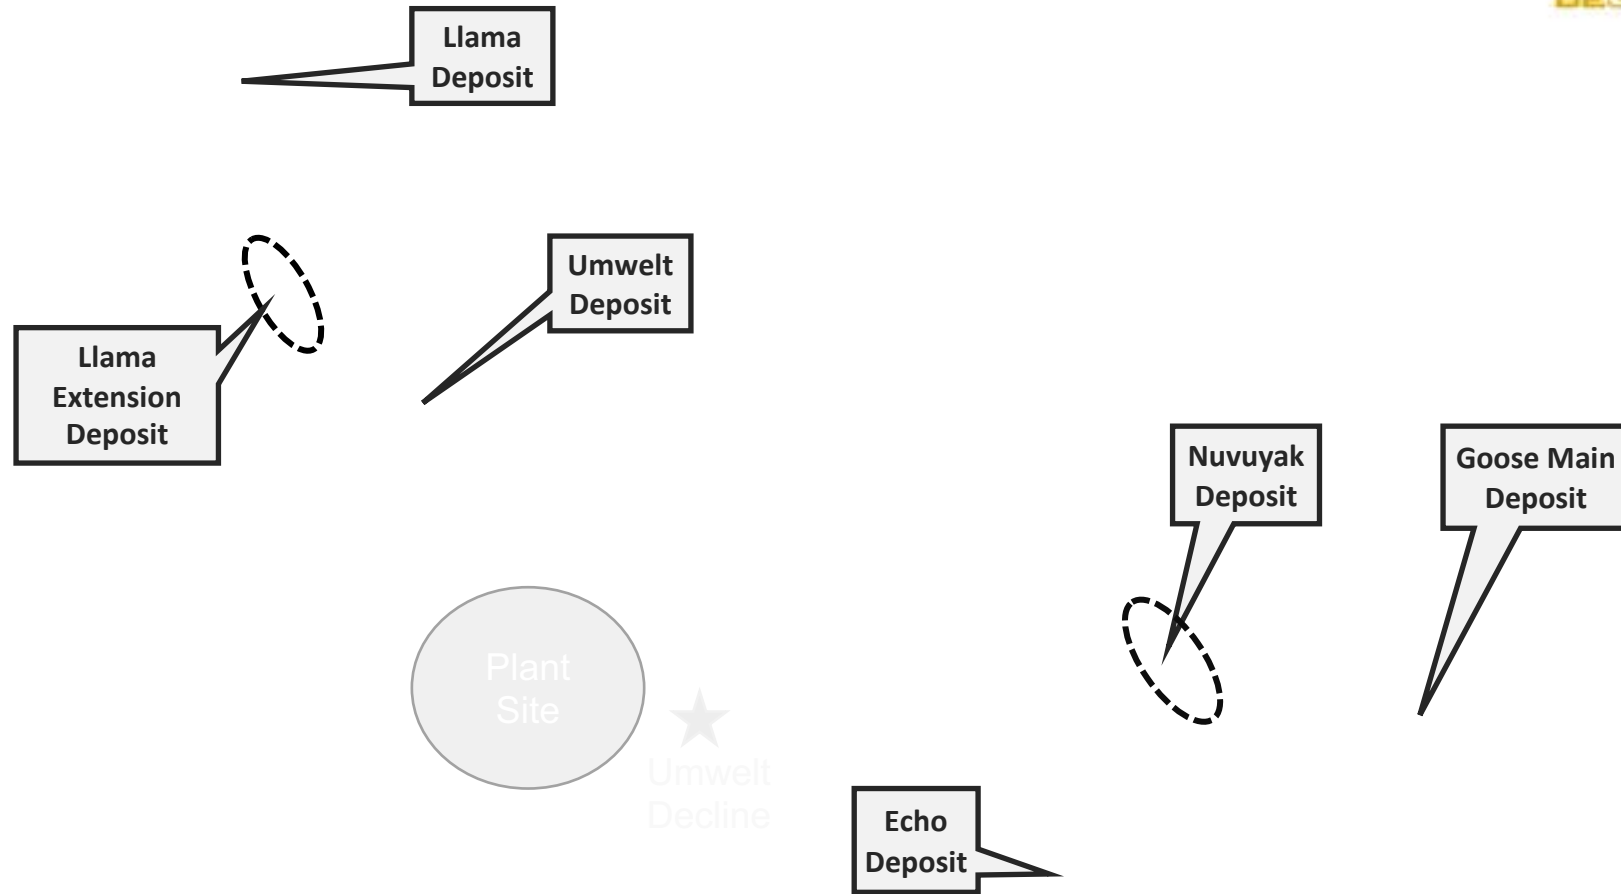 Llama
Deposit
Umwelt
Deposit
Llama
Extension
Deposit
Nuvuyak
Deposit
Goose Main
Deposit
Plant
Site
Umwelt
Decline
Echo
Deposit